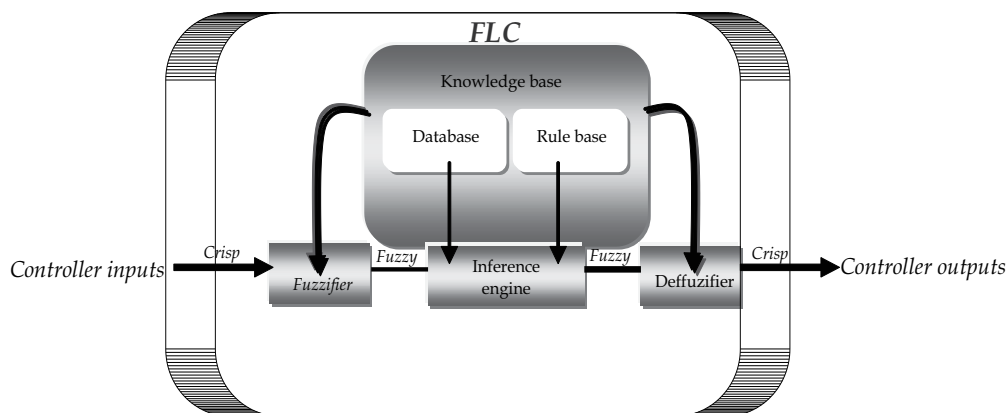 FLC
Knowledge base
Database
Rule base
Crisp
Fuzzy
Fuzzy
Crisp
Controller inputs
Fuzzifier
Inference
engine
Deffuzifier
Controller outputs